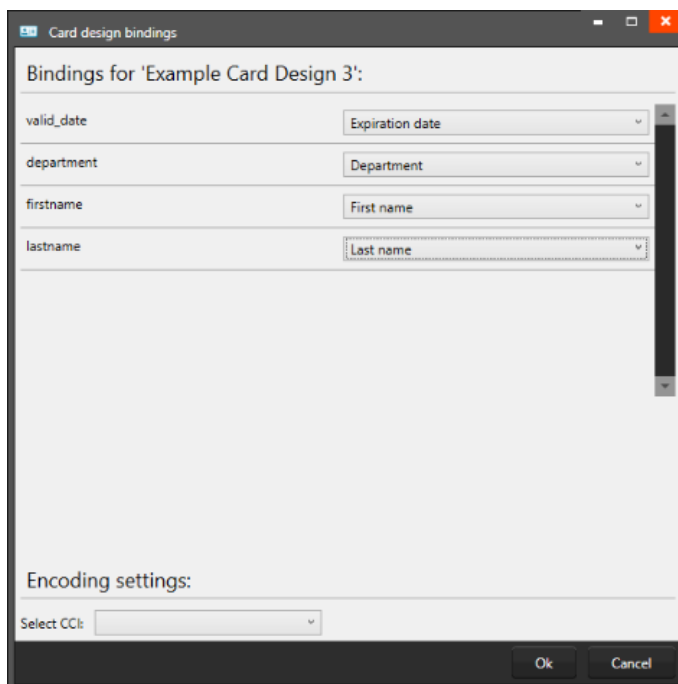 Card design bindings
Bindings for 'Example Card Design 3':
valid_date Expiration date
department Department
firstname First name
lastname Last name
Encoding settings:
Select CCI:
Ok Cancel